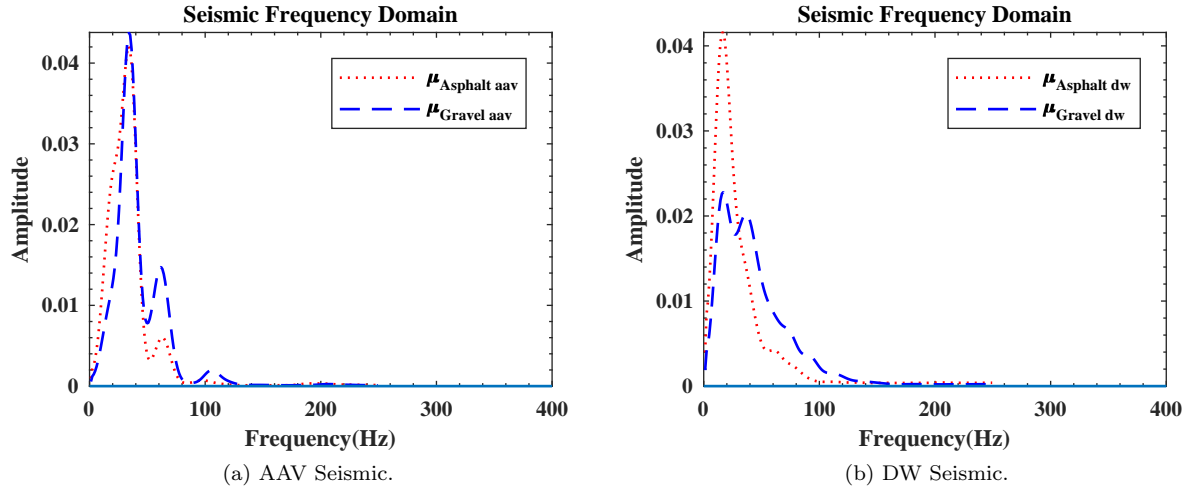 Seismic Frequency Domain
Amplitude
0.04
0.03
0.02
0.01
0
μAsphalt aav
μGravel aav
0 100 200 300 400
Frequency(Hz)
(a) AAV Seismic.
Seismic Frequency Domain
Amplitude
0.04
0.03
0.02
0.01
0
μAsphalt dw
μGravel dw
0 100 200 300 400
Frequency(Hz)
(b) DW Seismic.